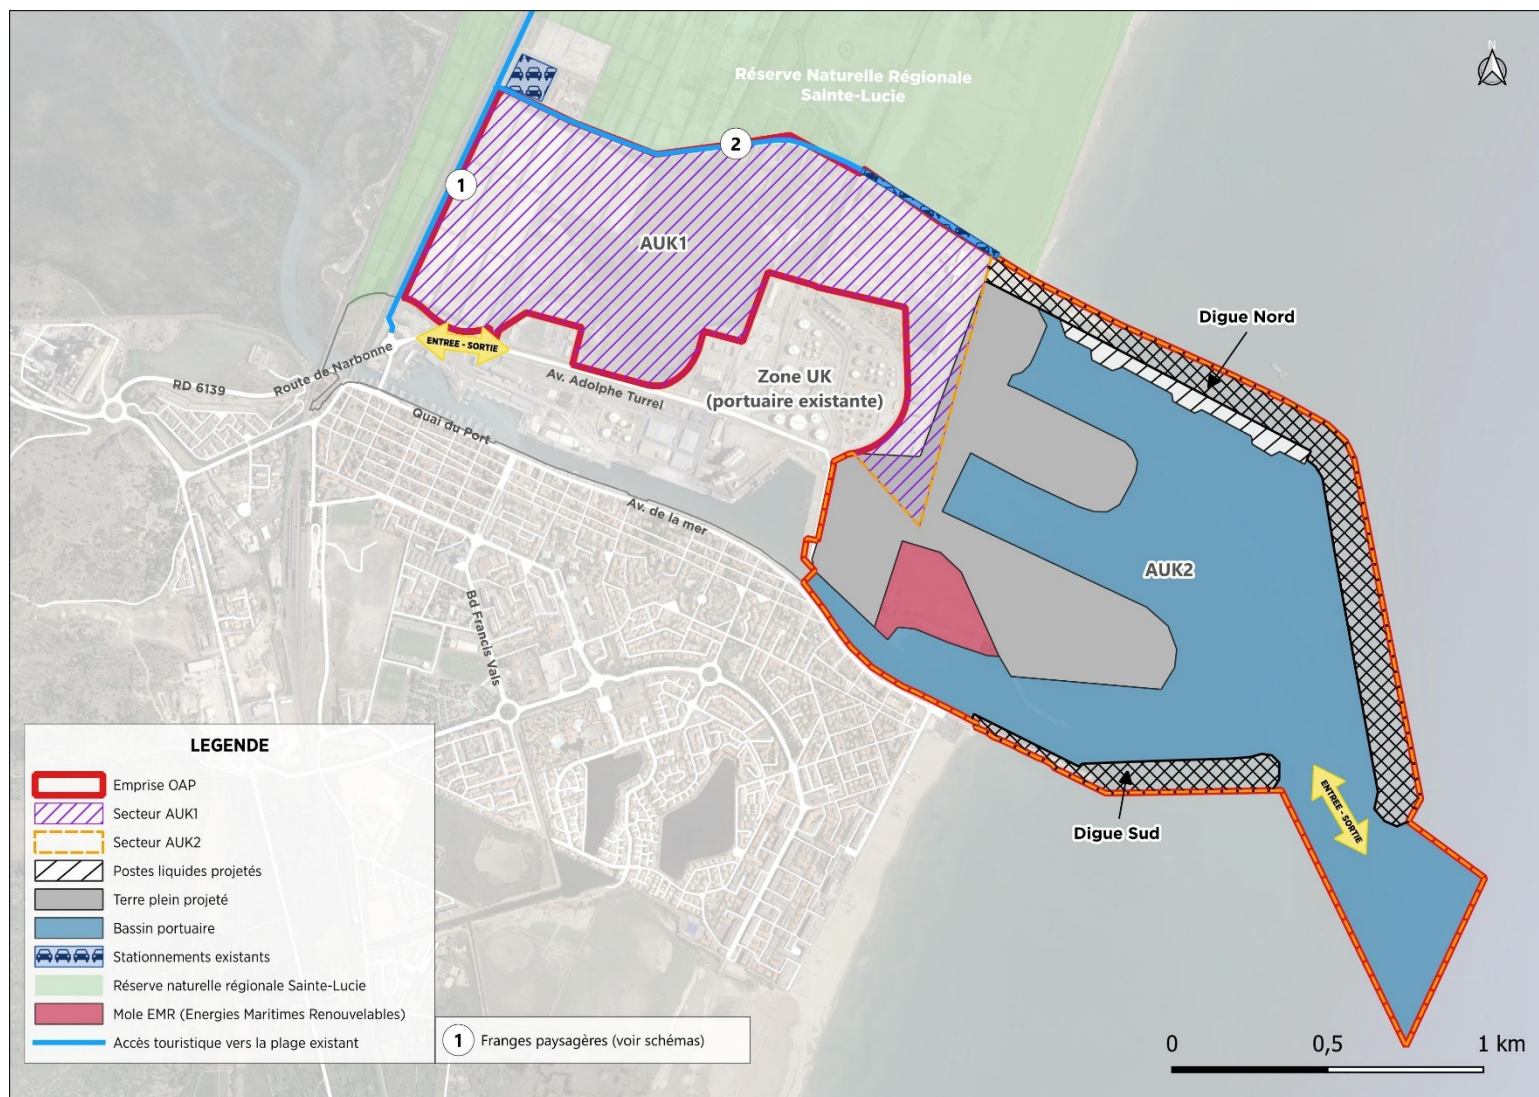 N
Réserve Naturelle Régionale
Sainte-Lucie
2
1
AUK1
Digue Nord
ENTREE - SORTIE
Route de Narbonne
RD 6139
Av. Adolphe Turrel
Zone UK
(portuaire existante)
Quai du Port
Av. de la mer
AUK2
Bd Francis Vals
ENTREE - SORTIE
Digue Sud
LEGENDE
Emprise OAP
Secteur AUK1
Secteur AUK2
Postes liquides projetés
Terre plein projeté
Bassin portuaire
Stationnements existants
Réserve naturelle régionale Sainte-Lucie
Mole EMR (Energies Maritimes Renouvelables)
Accès touristique vers la plage existant
1 Franges paysagères (voir schémas)
0 0,5 1 km